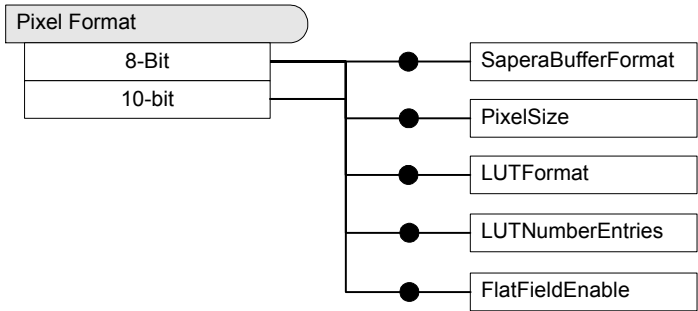 Pixel Format
8-Bit
10-bit
SaperaBufferFormat
PixelSize
LUTFormat
LUTNumberEntries
FlatFieldEnable